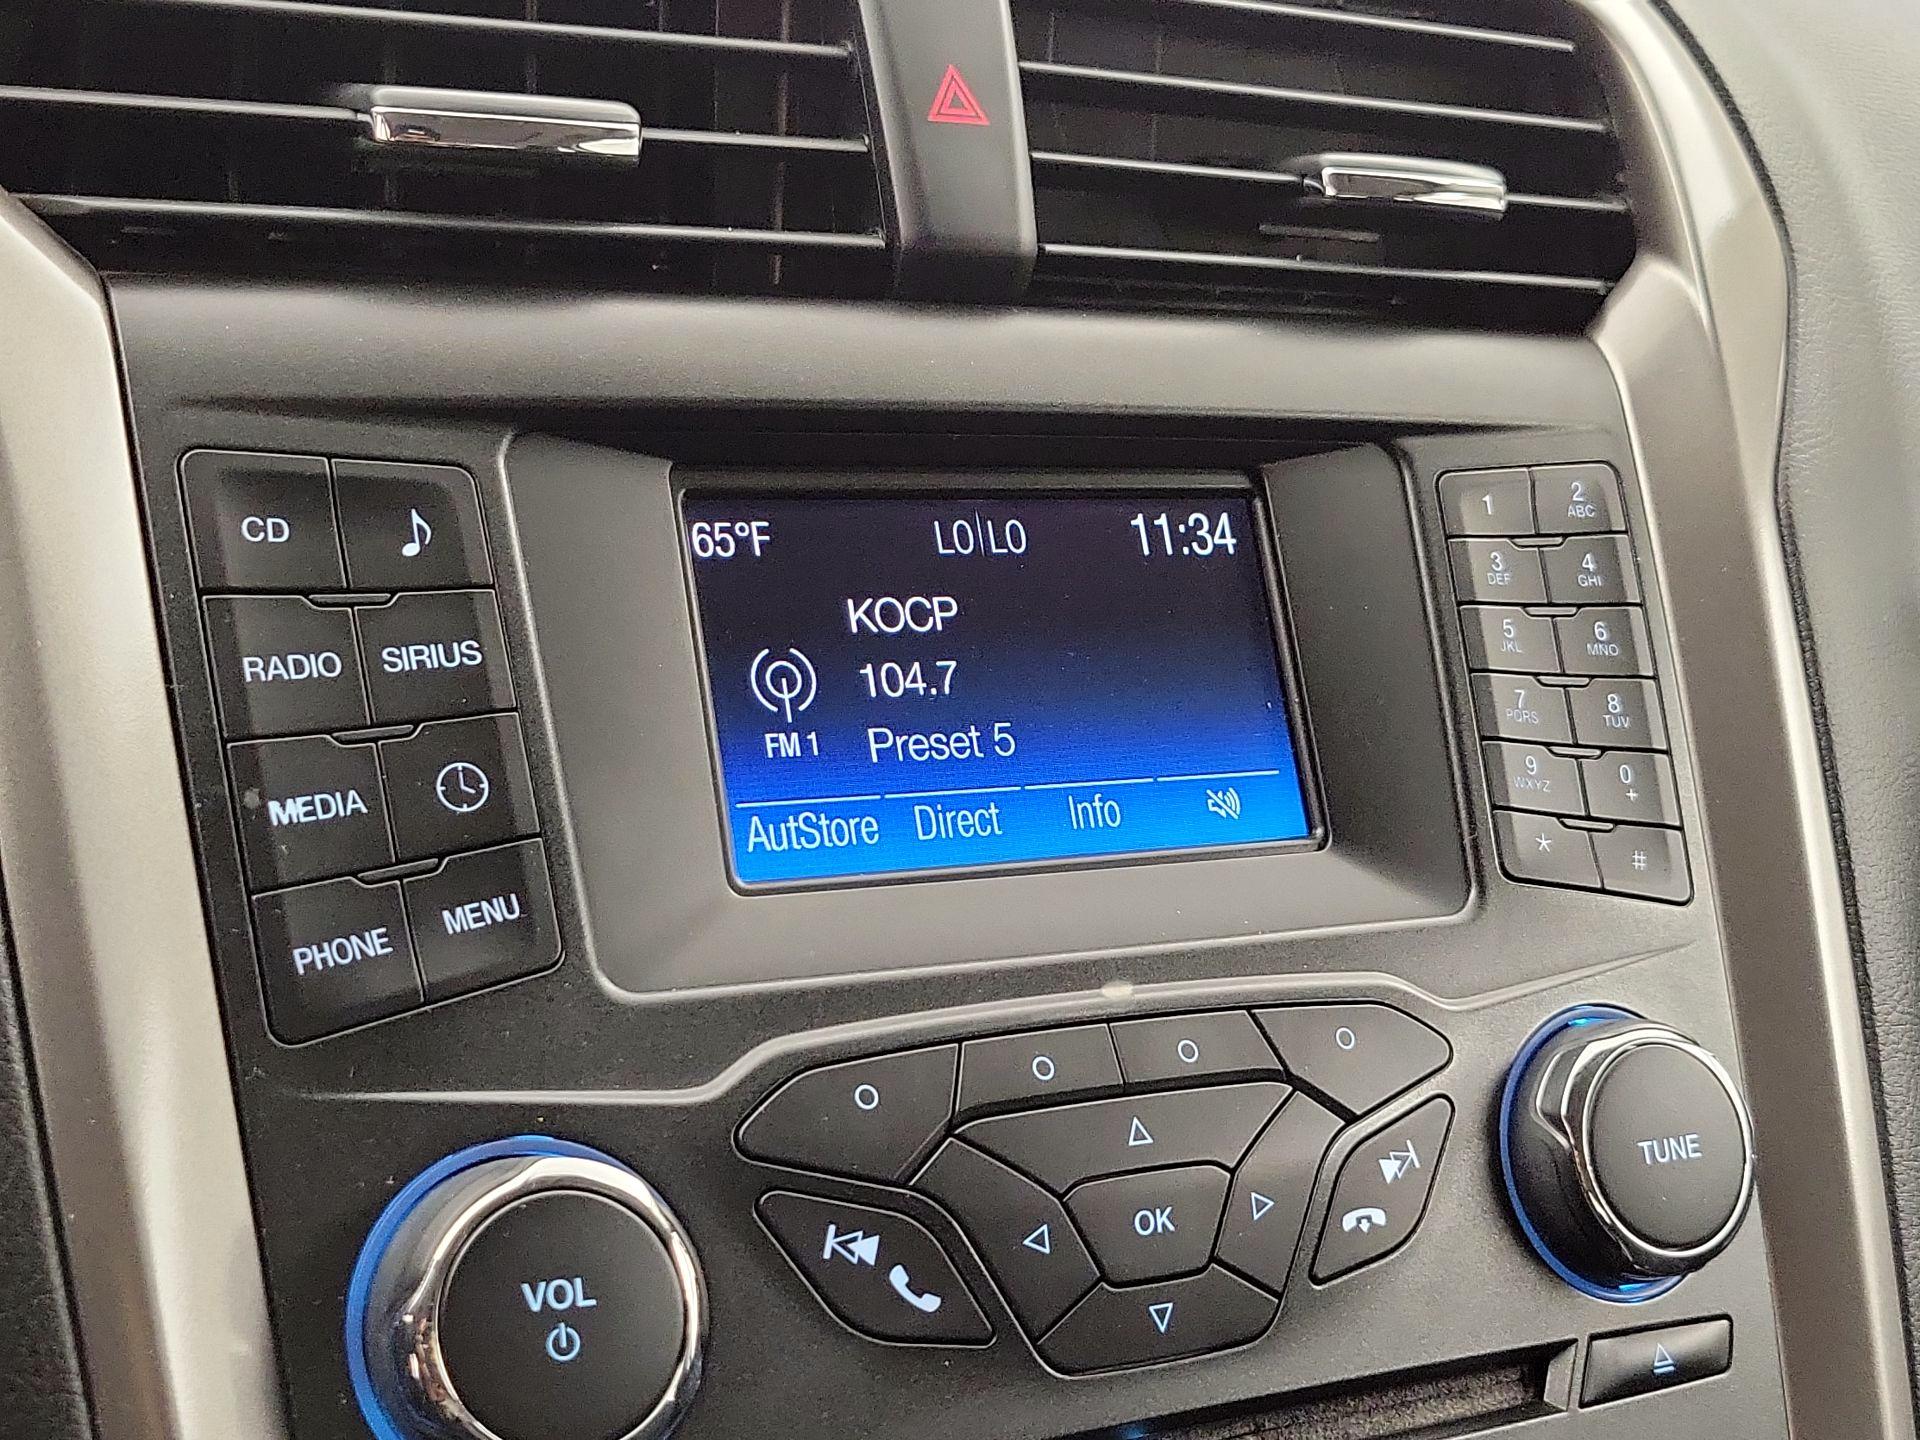 65°F LO|LO 11:34
KOCP
104.7
FM 1 Preset 5
AutStore Direct Info
CD
RADIO SIRIUS
MEDIA
PHONE MENU
1 2 ABC
3 DEF 4 GHI
5 JKL 6 MNO
7 PQRS 8 TUV
9 WXYZ 0 +
* #
VOL
OK
TUNE